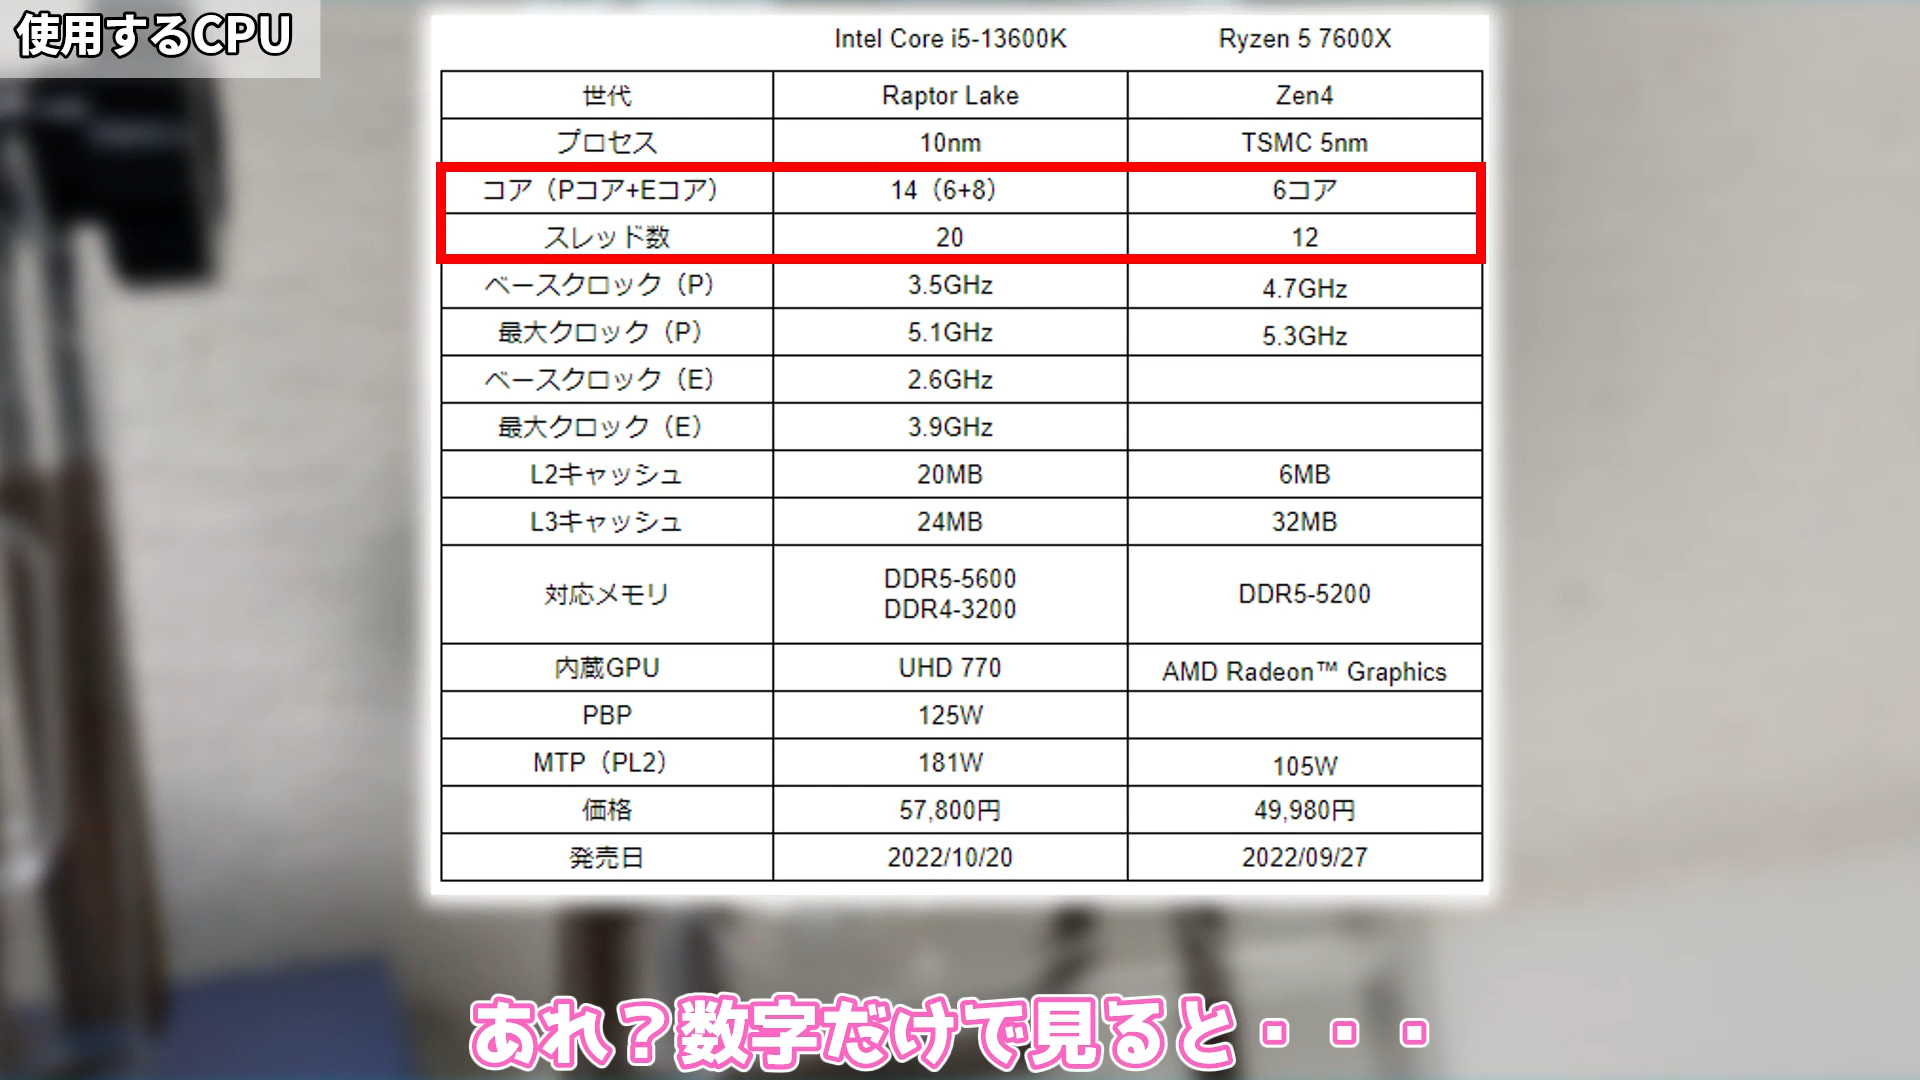 使用するCPU
Intel Core i5-13600K Ryzen 5 7600X
世代 Raptor Lake Zen4
プロセス 10nm TSMC 5nm
コア（Pコア+Eコア） 14（6+8） 6コア
スレッド数 20 12
ベースクロック（P） 3.5GHz 4.7GHz
最大クロック（P） 5.1GHz 5.3GHz
ベースクロック（E） 2.6GHz
最大クロック（E） 3.9GHz
L2キャッシュ 20MB 6MB
L3キャッシュ 24MB 32MB
対応メモリ DDR5-5600 DDR5-5200
DDR4-3200
内蔵GPU UHD 770 AMD Radeon™ Graphics
PBP 125W
MTP（PL2） 181W 105W
価格 57,800円 49,980円
発売日 2022/10/20 2022/09/27
あれ？数字だけで見ると・・・